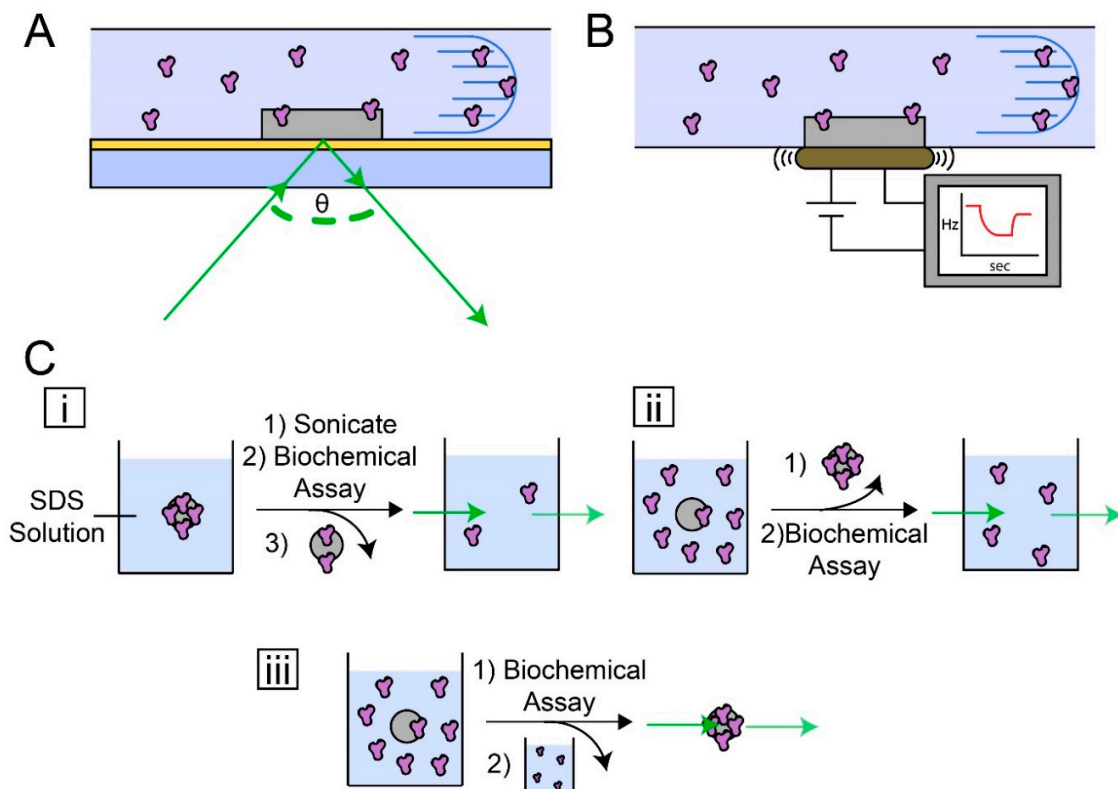 A
B
θ
Hz
sec
C
i
SDS
Solution
1) Sonicate
2) Biochemical
Assay
3)
ii
1)
2)Biochemical
Assay
iii
1) Biochemical
Assay
2)